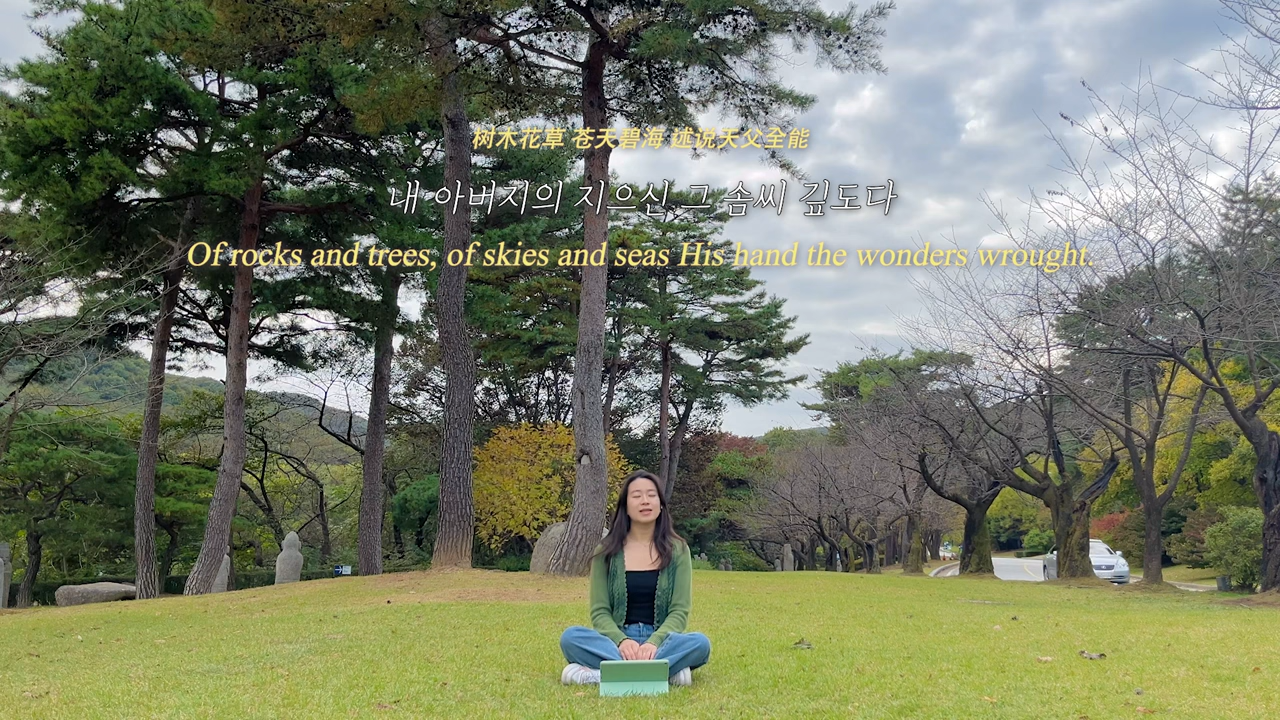 树木花草 苍天碧海 述说天父全能
내 아버지의 지으신 그 솜씨 깊도다
Of rocks and trees, of skies and seas His hand the wonders wrought.